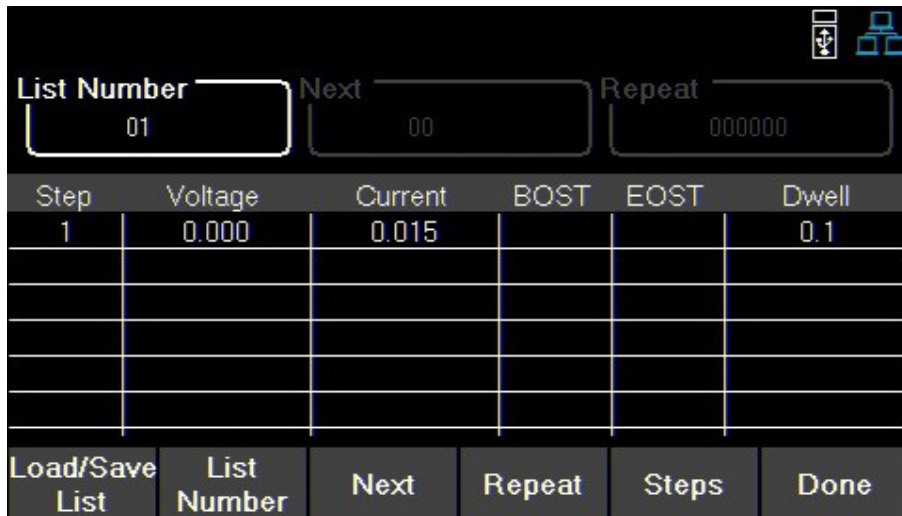 List Number Next Repeat
01 00 000000
Step Voltage Current BOST EOST Dwell
1 0.000 0.015 0.1
Load/Save List
List Number
Next
Repeat
Steps
Done